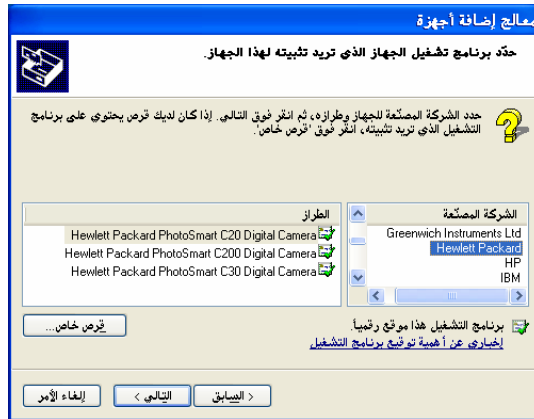 معالج إضافة أجهزة
حدّد برنامج تشغيل الجهاز الذي تريد تثبيته لهذا الجهاز.
حدد الشركة المصنّعة للجهاز وطرازه، ثم انقر فوق التالي. إذا كان لديك قرص يحتوي على برنامج
التشغيل الذي تريد تثبيته، انقر فوق 'قرص خاص'.
الشركة المصنّعة
Greenwich Instruments Ltd
Hewlett Packard
HP
IBM
الطراز
Hewlett Packard PhotoSmart C20 Digital Camera
Hewlett Packard PhotoSmart C200 Digital Camera
Hewlett Packard PhotoSmart C30 Digital Camera
برنامج التشغيل هذا موقع رقمياً.
إخباري عن أهمية توقيع برنامج التشغيل
قرص خاص...
< السابق
التالي >
إلغاء الأمر